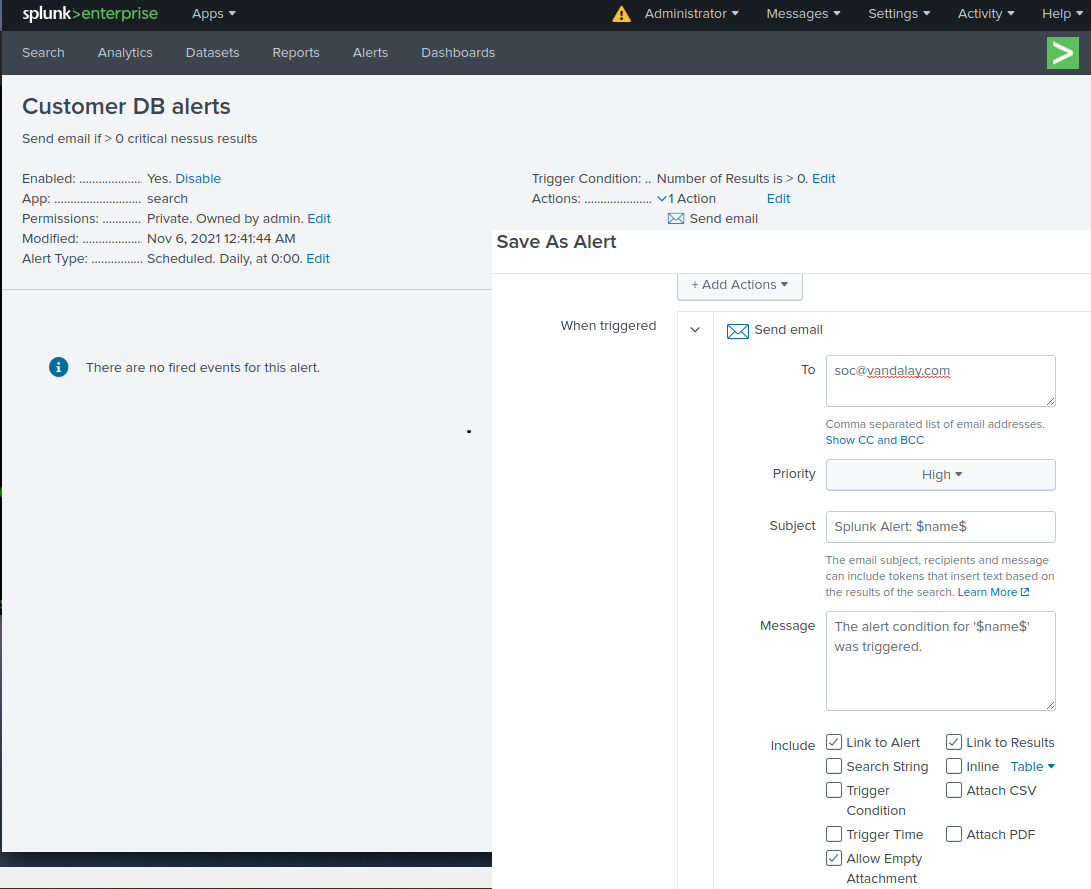 splunk>enterprise Apps Administrator Messages Settings Activity Help
Search Analytics Datasets Reports Alerts Dashboards
Customer DB alerts
Send email if > 0 critical nessus results
Enabled: .................... Yes. Disable
App: ........................... search
Permissions: ............ Private. Owned by admin. Edit
Modified: ................... Nov 6, 2021 12:41:44 AM
Alert Type: ................ Scheduled. Daily, at 0:00. Edit
Trigger Condition: .. Number of Results is > 0. Edit
Actions: ..................... 1 Action Edit
Send email
There are no fired events for this alert.
Save As Alert
+ Add Actions
When triggered
Send email
To
soc@vandalay.com
Comma separated list of email addresses.
Show CC and BCC
Priority
High
Subject
Splunk Alert: $name$
The email subject, recipients and message
can include tokens that insert text based on
the results of the search. Learn More
Message
The alert condition for '$name$'
was triggered.
Include
Link to Alert Link to Results
Search String Inline Table
Trigger
Condition
Attach CSV
Trigger Time Attach PDF
Allow Empty
Attachment